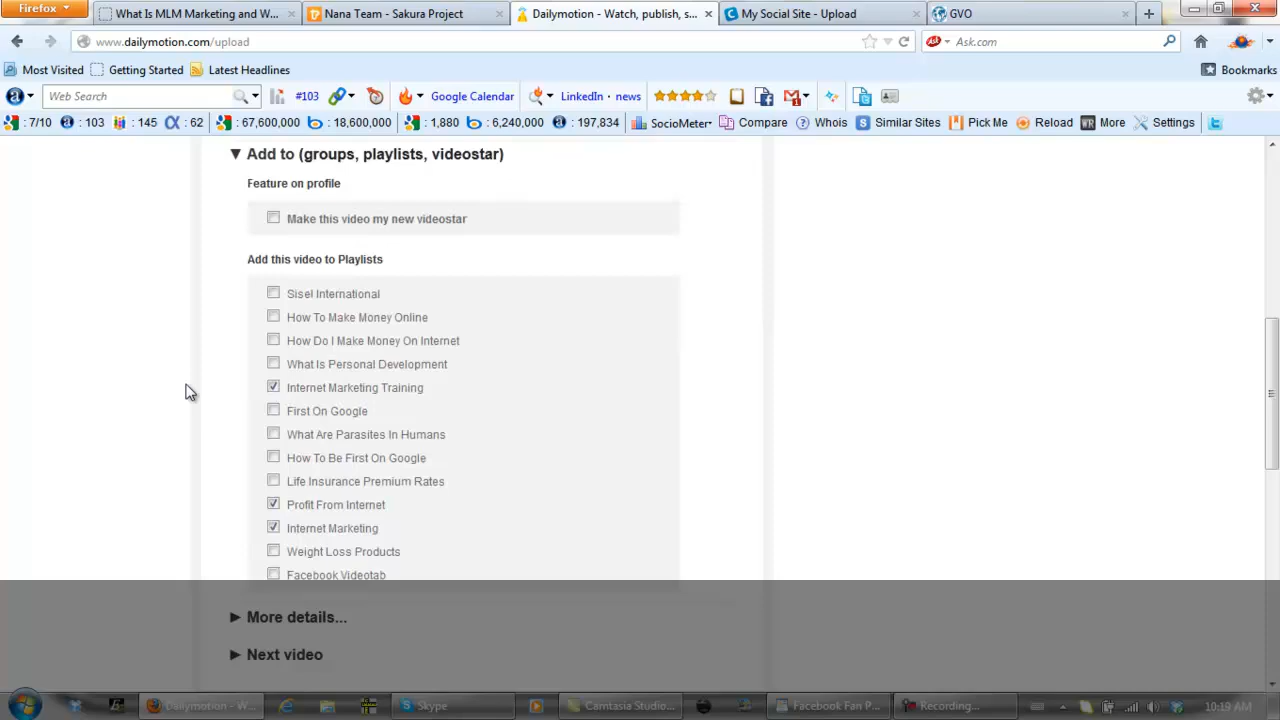 Firefox
What Is MLM Marketing and W...
Nana Team - Sakura Project
Dailymotion - Watch, publish, s...
My Social Site - Upload
GVO
www.dailymotion.com/upload
Ask.com
Most Visited
Getting Started
Latest Headlines
Bookmarks
Web Search
#103
Google Calendar
LinkedIn
news
: 7/10
: 103
: 145
: 62
: 67,600,000
: 18,600,000
: 1,880
: 6,240,000
: 197,834
SocioMeter
Compare
Whois
Similar Sites
Pick Me
Reload
More
Settings
Add to (groups, playlists, videostar)
Feature on profile
Make this video my new videostar
Add this video to Playlists
Sisel International
How To Make Money Online
How Do I Make Money On Internet
What Is Personal Development
Internet Marketing Training
First On Google
What Are Parasites In Humans
How To Be First On Google
Life Insurance Premium Rates
Profit From Internet
Internet Marketing
Weight Loss Products
Facebook Videotab
More details...
Next video
Dailymotion - W...
Skype
Camtasia Studio...
Facebook Fan P...
Recording...
10:19 AM